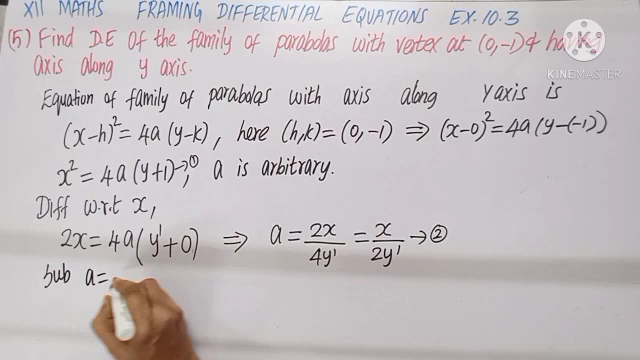 XII MATHS FRAMING DIFFERENTIAL EQUATIONS EX.10.3
(5) Find D.E of the family of parabolas with vertex at (0,-1) &
axis along y axis.
KINEMASTER
Equation of family of parabolas with axis along Y axis is
(x-h)²=4a(y-k), here (h,k)=(0,-1) ⇒ (x-0)²=4a(y-(-1))
x²=4a(y+1)→①, a is arbitrary.
Diff w.r.t x,
2x=4a(y'+0) ⇒ a=2x/4y'=x/2y'→②
Sub a=